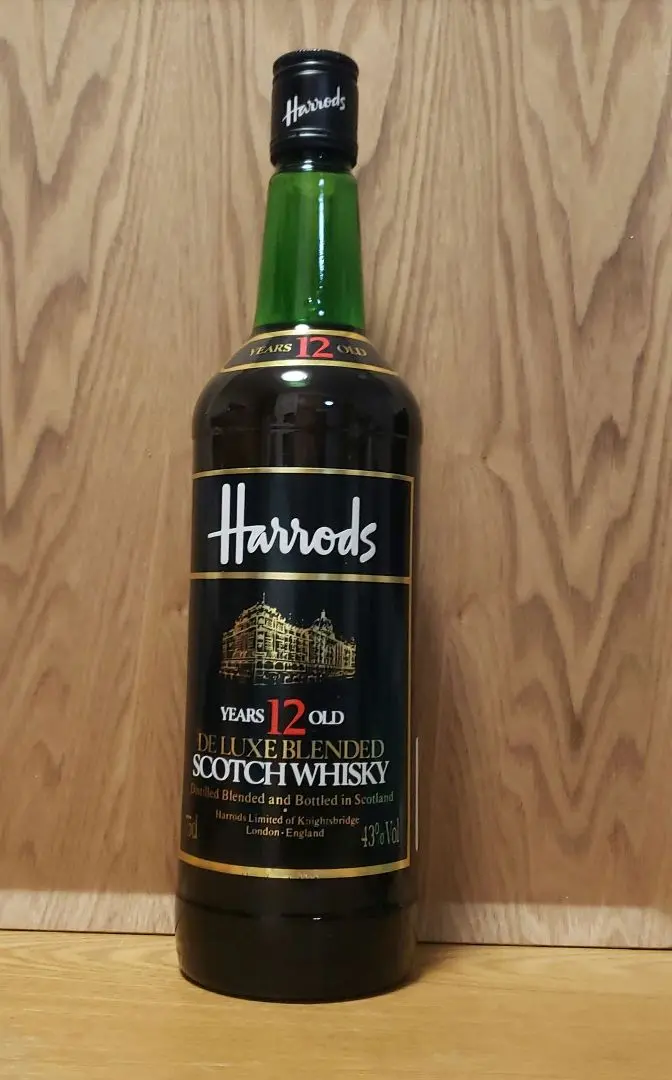 Harrods
YEARS 12 OLD
Harrods
YEARS 12 OLD
DE LUXE BLENDED
SCOTCH WHISKY
Distilled Blended and Bottled in Scotland
Harrods Limited of Knightsbridge
London·England
43% Vol